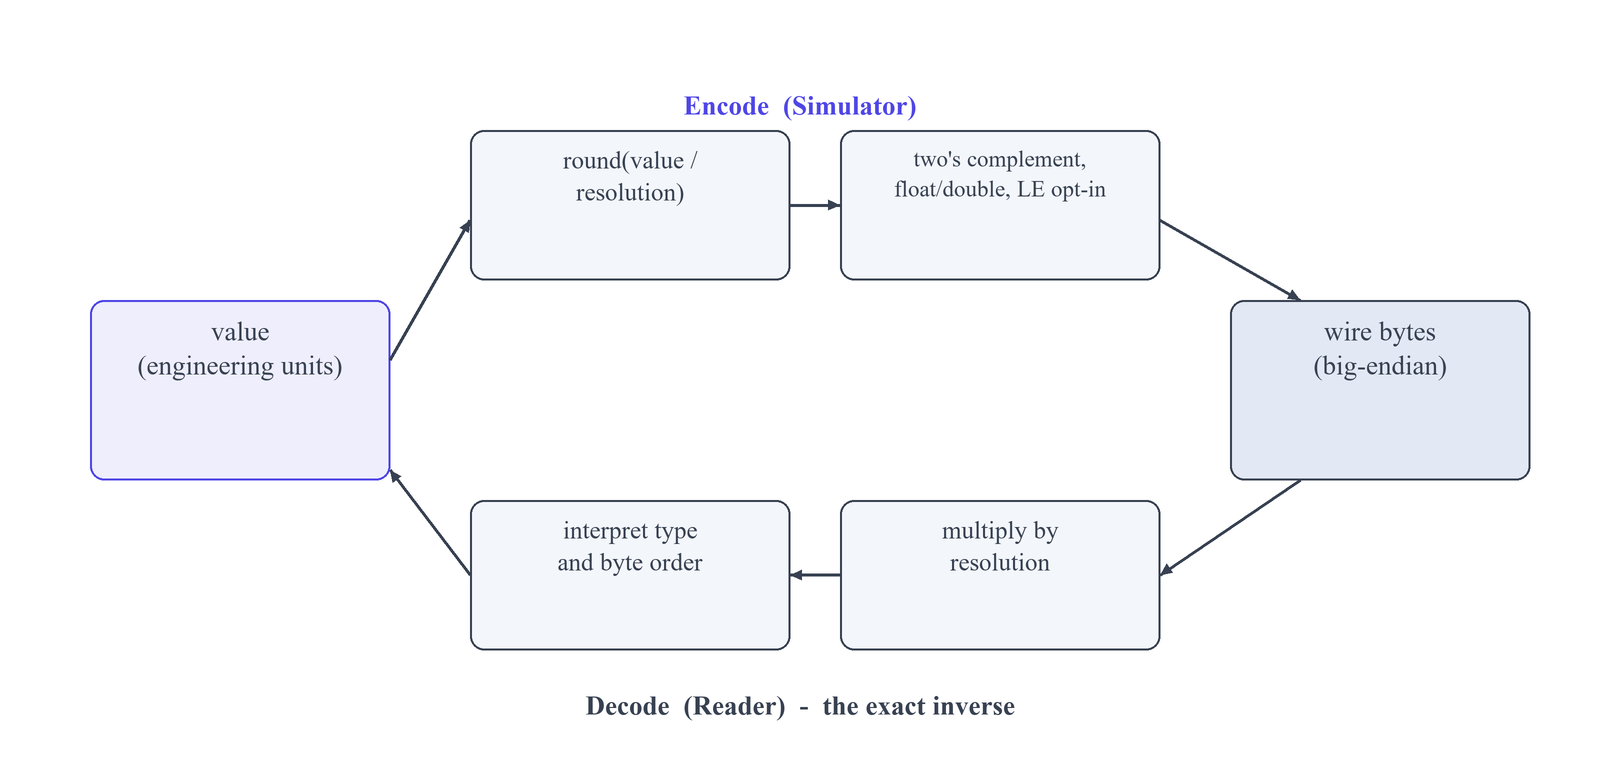 Encode (Simulator)
round(value /
resolution)
two's complement,
float/double, LE opt-in
value
(engineering units)
wire bytes
(big-endian)
interpret type
and byte order
multiply by
resolution
Decode (Reader) - the exact inverse